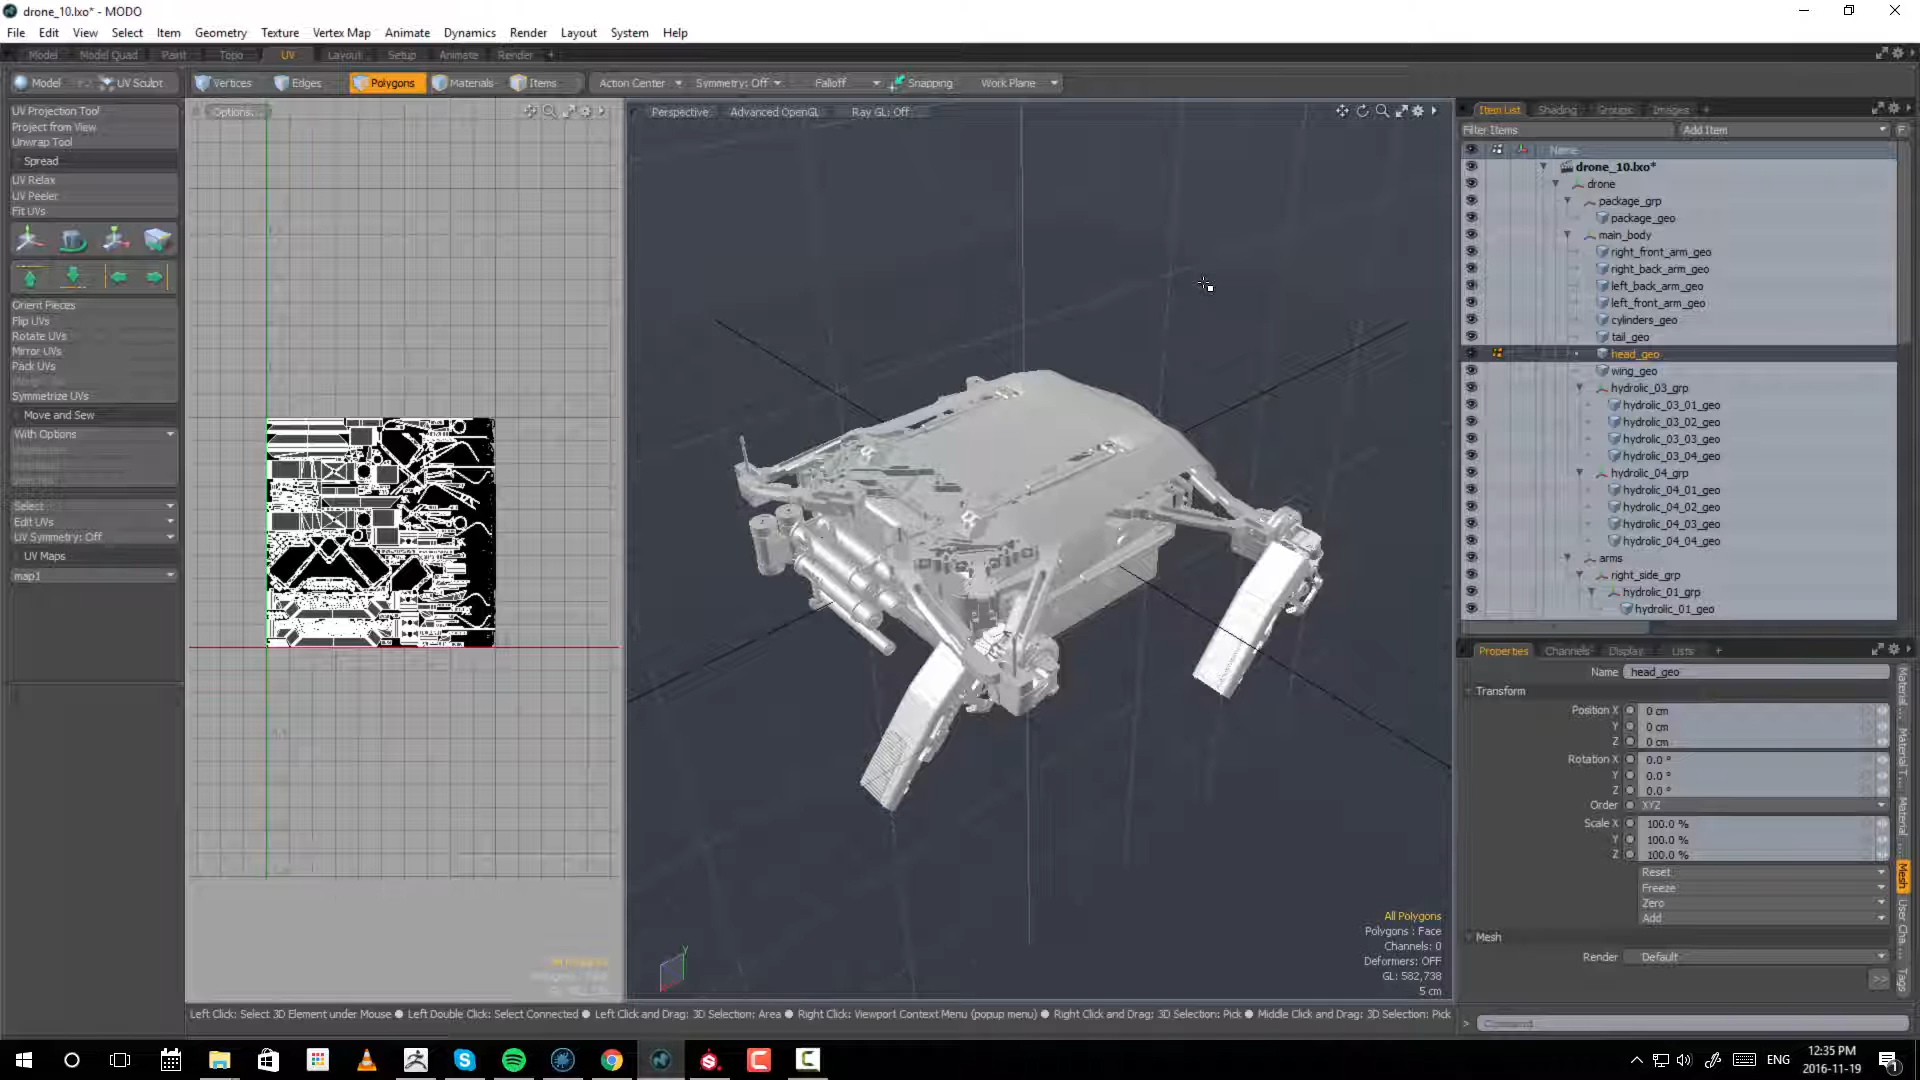 drone_10.lxo* - MODO
File Edit View Select Item Geometry Texture Vertex Map Animate Dynamics Render Layout System Help
Model Model Quad Paint Topo UV Layout Setup Animate Render +
Model UV Sculpt Vertices Edges Polygons Materials Items Action Center Symmetry: Off Falloff Snapping Work Plane
UV Projection Tool
Project from View
Unwrap Tool
Spread
UV Relax
UV Peeler
Fit UVs
Orient Pieces
Flip UVs
Rotate UVs
Mirror UVs
Pack UVs
Symmetrize UVs
Move and Sew
With Options
Select
Edit UVs
UV Symmetry: Off
UV Maps
map1
Options...
Perspective Advanced OpenGL Ray GL: Off
All Polygons
Polygons : Face
Channels: 0
Deformers: OFF
GL: 582,738
5 cm
Item List Shading Groups Images +
Filter Items Add Item F
Name
drone_10.lxo*
drone
package_grp
package_geo
main_body
right_front_arm_geo
right_back_arm_geo
left_back_arm_geo
left_front_arm_geo
cylinders_geo
tail_geo
head_geo
wing_geo
hydrolic_03_grp
hydrolic_03_01_geo
hydrolic_03_02_geo
hydrolic_03_03_geo
hydrolic_03_04_geo
hydrolic_04_grp
hydrolic_04_01_geo
hydrolic_04_02_geo
hydrolic_04_03_geo
hydrolic_04_04_geo
arms
right_side_grp
hydrolic_01_grp
hydrolic_01_geo
Properties Channels Display Lists +
Name head_geo
Transform
Position X 0 cm
Y 0 cm
Z 0 cm
Rotation X 0.0 °
Y 0.0 °
Z 0.0 °
Order XYZ
Scale X 100.0 %
Y 100.0 %
Z 100.0 %
Reset
Freeze
Zero
Add
Mesh
Render Default
>>
Material ...
Material T...
Material ...
Mesh
User Cha...
Tags
Left Click: Select 3D Element under Mouse ● Left Double Click: Select Connected ● Left Click and Drag: 3D Selection: Area ● Right Click: Viewport Context Menu (popup menu) ● Right Click and Drag: 3D Selection: Pick ● Middle Click and Drag: 3D Selection: Pick
> Command
ENG
12:35 PM
2016-11-19
1